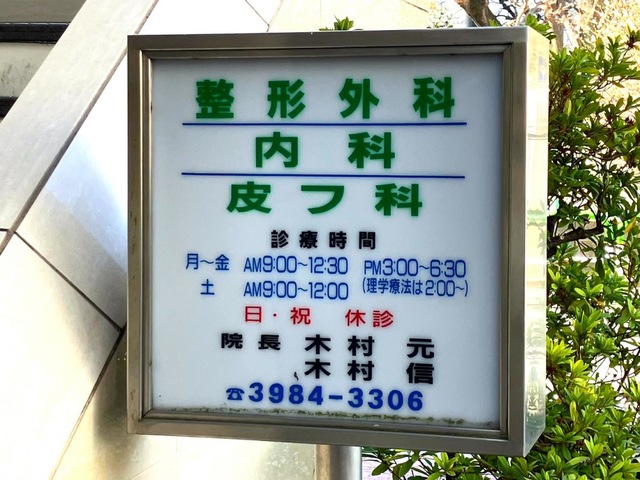 整形外科
内科
皮フ科
診療時間
月～金 AM9:00～12:30 PM3:00～6:30
土 AM9:00～12:00 (理学療法は2:00～)
日・祝 休診
院長 木村 元
木村 信
☎3984-3306